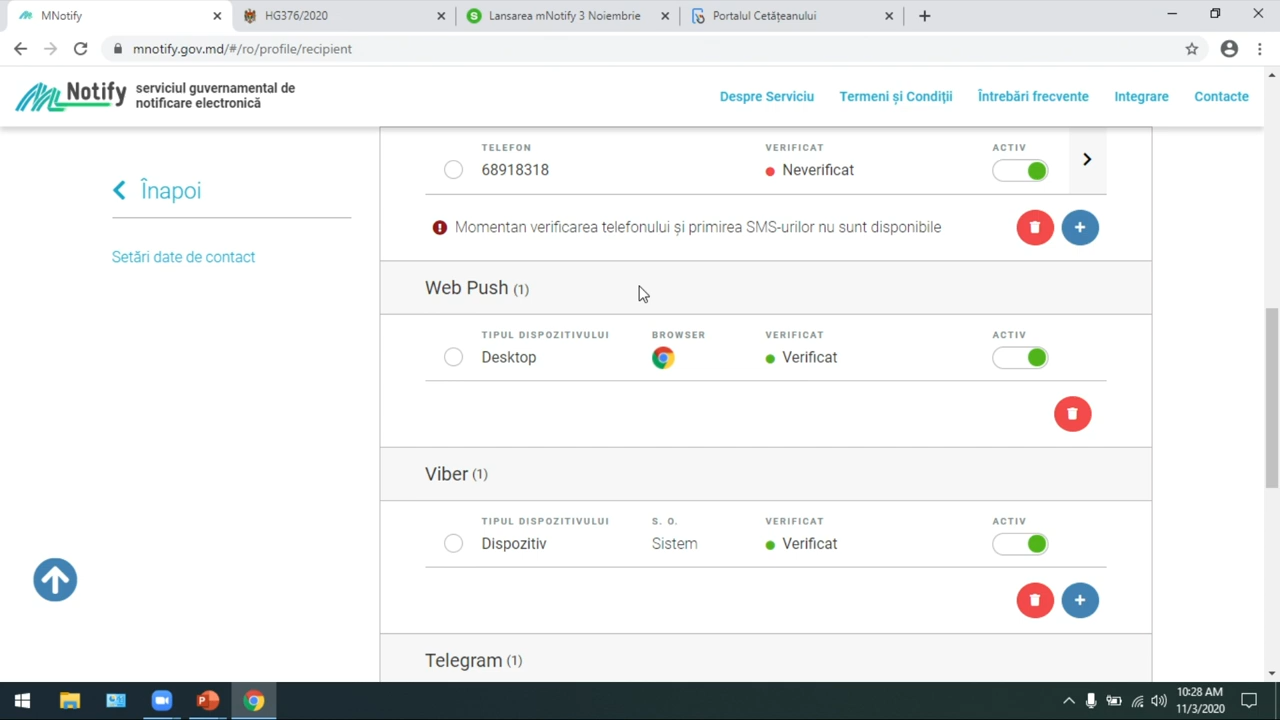 MNotify
HG376/2020
Lansarea mNotify 3 Noiembrie
Portalul Cetățeanului
mnotify.gov.md/#/ro/profile/recipient
Notify
serviciul guvernamental de
notificare electronică
Despre Serviciu
Termeni și Condiții
Întrebări frecvente
Integrare
Contacte
Înapoi
Setări date de contact
TELEFON
VERIFICAT
ACTIV
68918318
Neverificat
Momentan verificarea telefonului și primirea SMS-urilor nu sunt disponibile
Web Push (1)
TIPUL DISPOZITIVULUI
BROWSER
VERIFICAT
ACTIV
Desktop
Verificat
Viber (1)
TIPUL DISPOZITIVULUI
S. O.
VERIFICAT
ACTIV
Dispozitiv
Sistem
Verificat
Telegram (1)
10:28 AM
11/3/2020